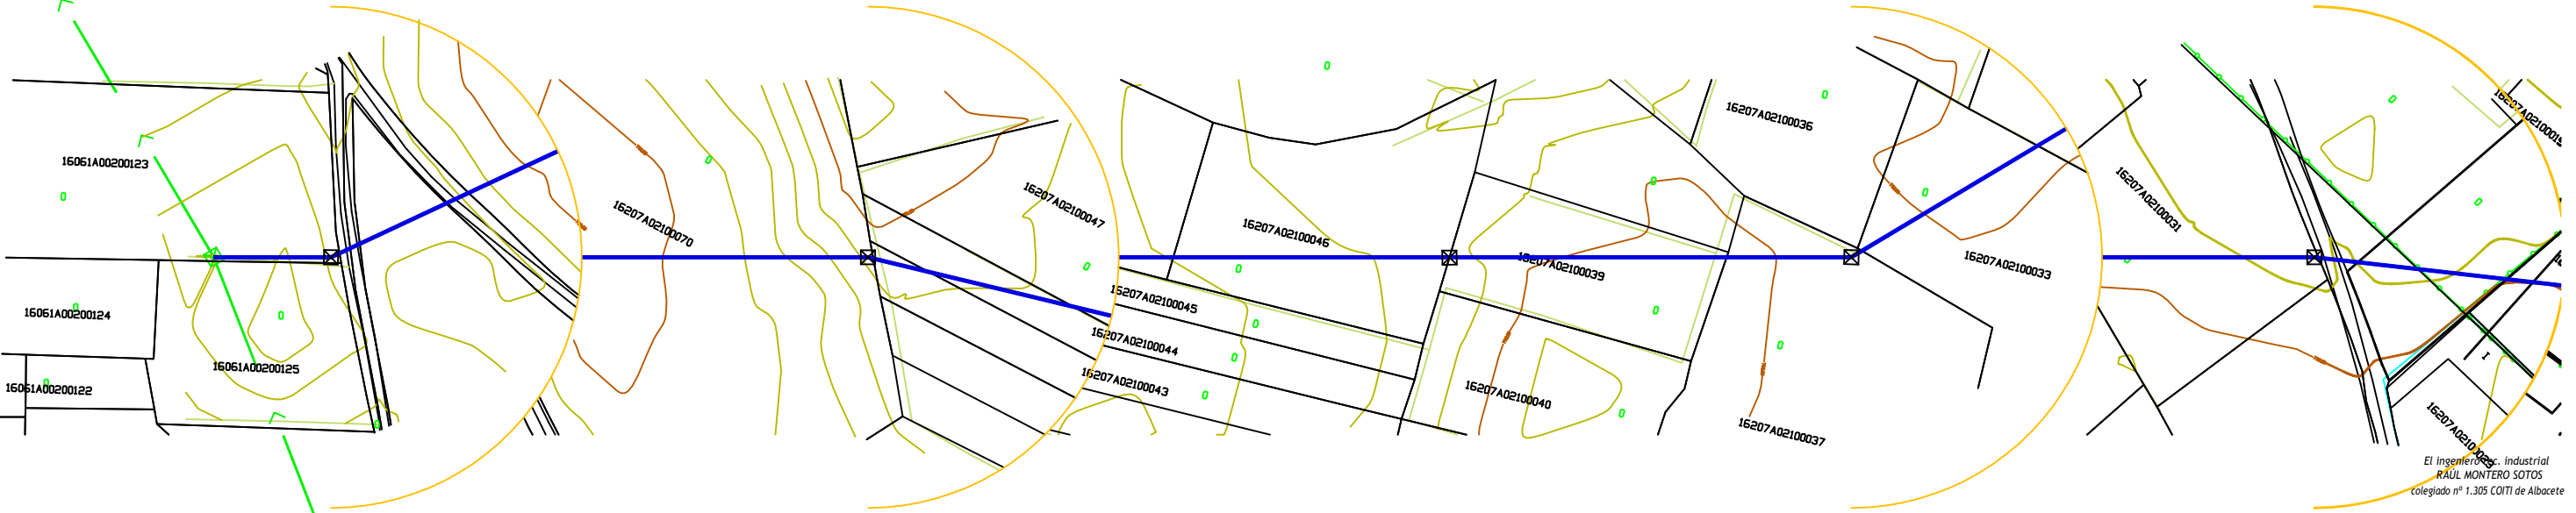 16061A00200123
16061A00200124
16061A00200122
16061A00200125
16207A02100070
16207A02100047
16207A02100046
16207A02100045
16207A02100044
16207A02100043
16207A02100036
16207A02100039
16207A02100040
16207A02100037
16207A02100033
16207A02100031
El ingeniero tec. industrial
RAÚL MONTERO SOTOS
colegiado nº 1.305 COITI de Albacete